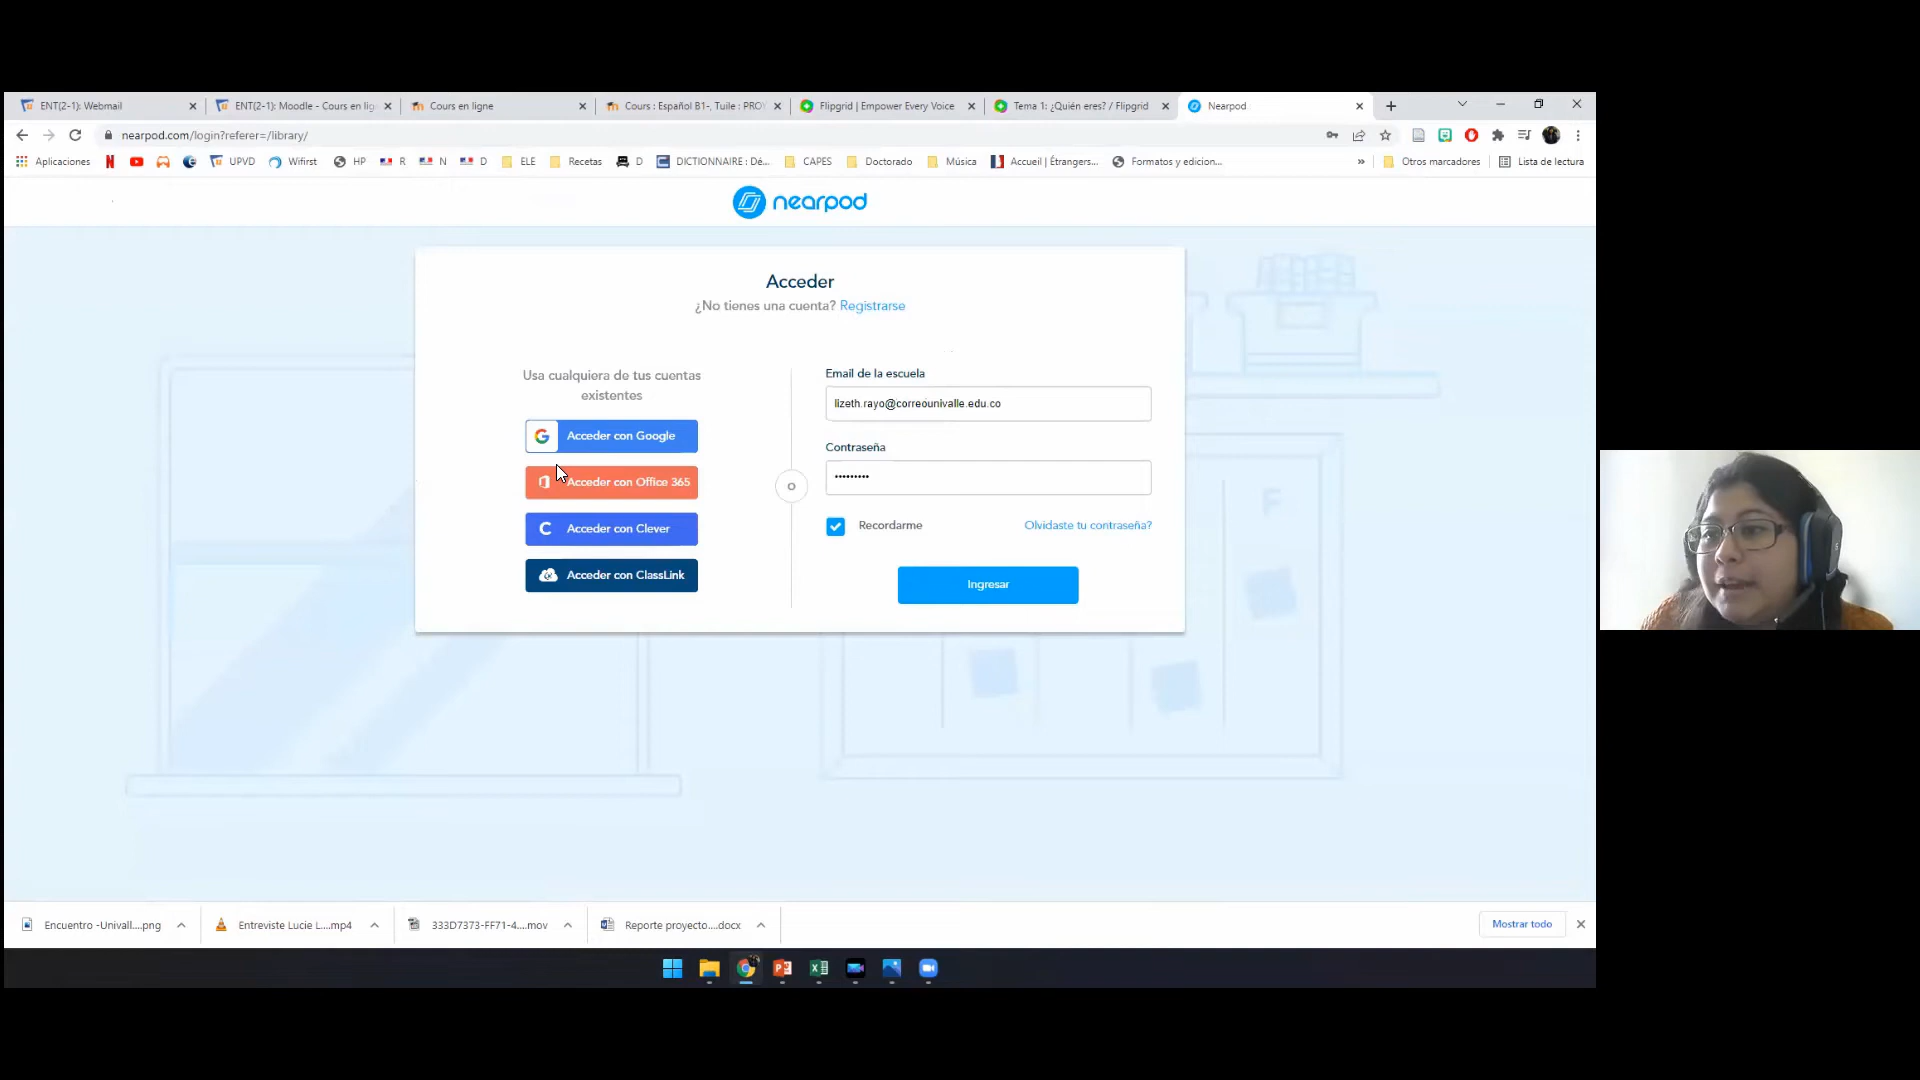 ENT(2-1): Webmail
ENT(2-1): Moodle - Cours en lig
Cours en ligne
Cours : Español B1-, Tuile : PROY
Flipgrid | Empower Every Voice
Tema 1: ¿Quién eres? / Flipgrid
Nearpod
nearpod.com/login?referer=/library/
Aplicaciones
UPVD
Wifirst
HP
R
N
D
ELE
Recetas
D
DICTIONNAIRE : Dé...
CAPES
Doctorado
Música
Accueil | Étrangers...
Formatos y edicion...
»
Otros marcadores
Lista de lectura
nearpod
Acceder
¿No tienes una cuenta? Registrarse
Usa cualquiera de tus cuentas
existentes
Acceder con Google
Acceder con Office 365
Acceder con Clever
Acceder con ClassLink
o
Email de la escuela
lizeth.rayo@correounivalle.edu.co
Contraseña
•••••••••
Recordarme
Olvidaste tu contraseña?
Ingresar
Encuentro -Univall....png
Entreviste Lucie L....mp4
333D7373-FF71-4....mov
Reporte proyecto....docx
Mostrar todo